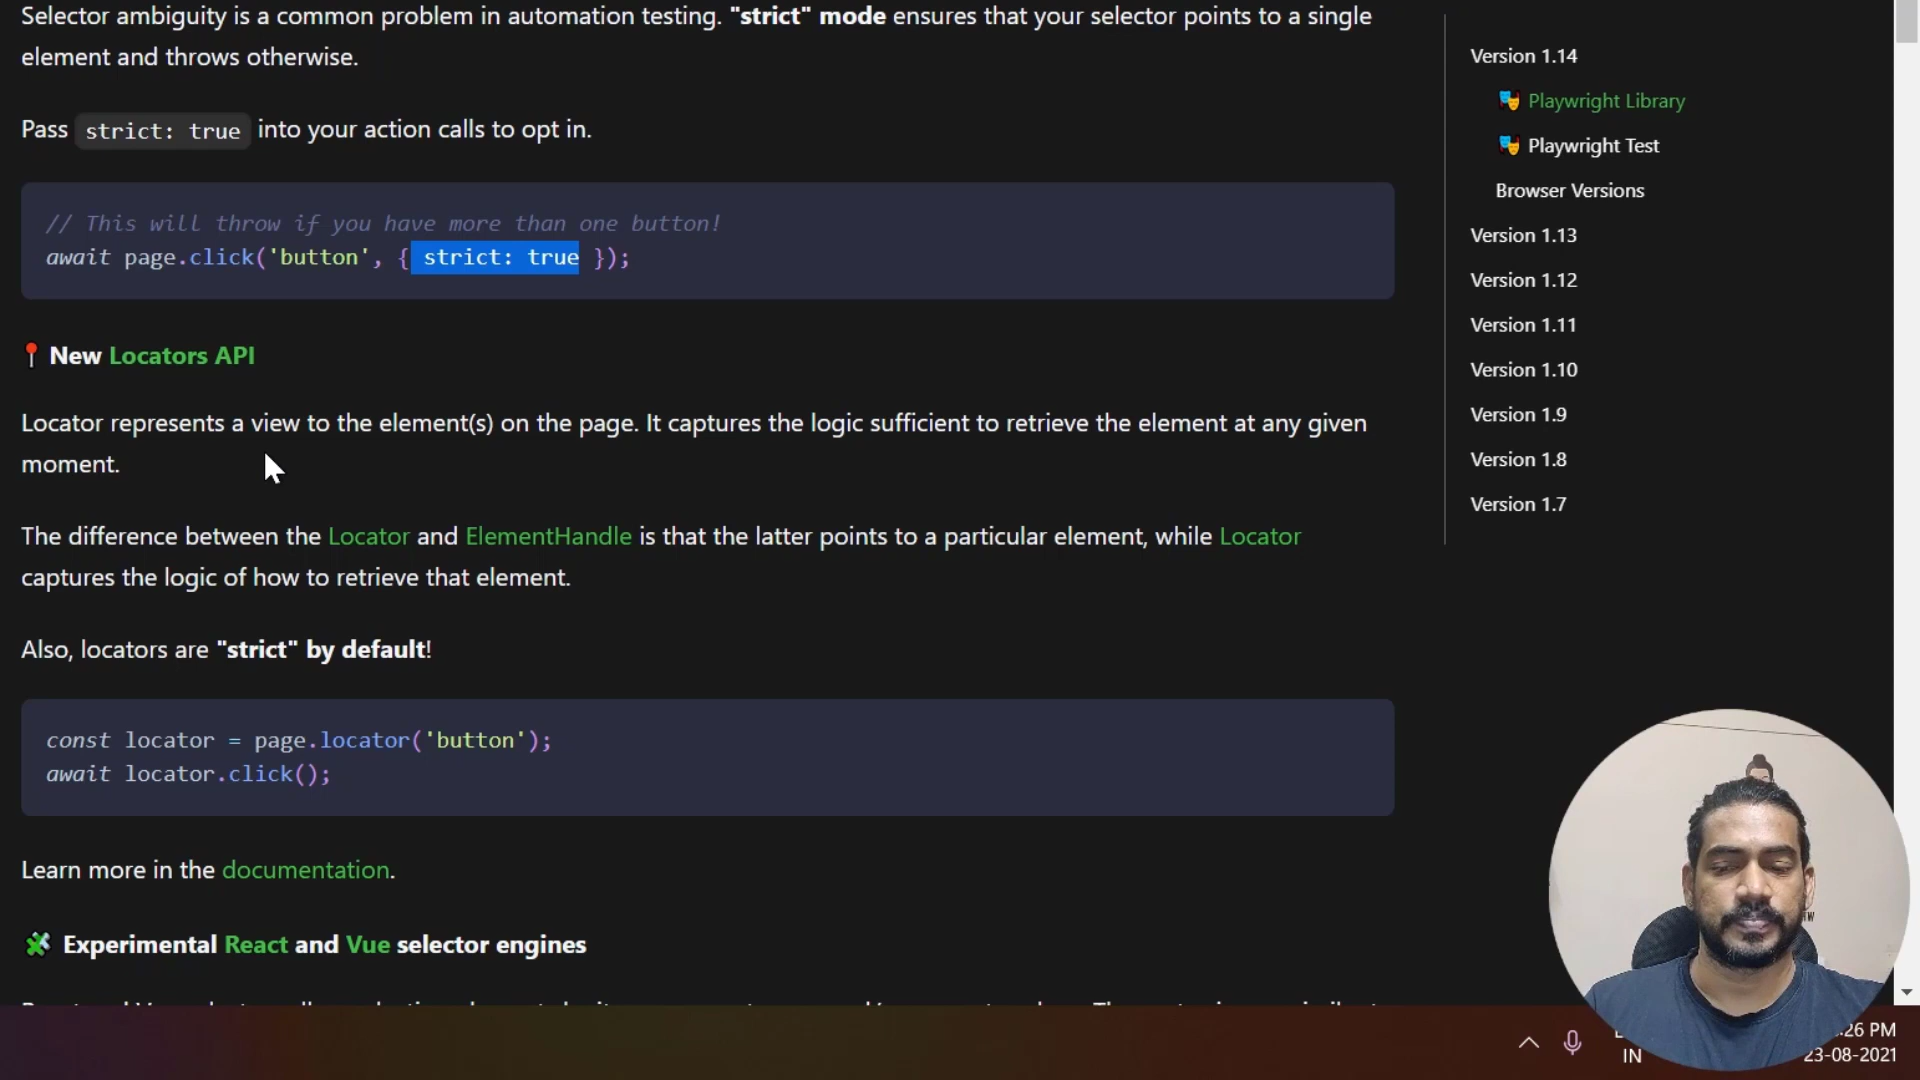 Selector ambiguity is a common problem in automation testing. "strict" mode ensures that your selector points to a single
element and throws otherwise.
Pass strict: true into your action calls to opt in.
// This will throw if you have more than one button!
await page.click('button', { strict: true });
📍 New Locators API
Locator represents a view to the element(s) on the page. It captures the logic sufficient to retrieve the element at any given
moment.
The difference between the Locator and ElementHandle is that the latter points to a particular element, while Locator
captures the logic of how to retrieve that element.
Also, locators are "strict" by default!
const locator = page.locator('button');
await locator.click();
Learn more in the documentation.
🧩 Experimental React and Vue selector engines
Version 1.14
🎭 Playwright Library
🎭 Playwright Test
Browser Versions
Version 1.13
Version 1.12
Version 1.11
Version 1.10
Version 1.9
Version 1.8
Version 1.7
IN
:26 PM
23-08-2021